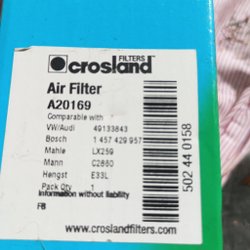 crosland FILTERS
Air Filter
A20169
Comparable with
VW/Audi 49133843
Bosch 1 457 429 957
Mahle LX259
Mann C2860
Hengst E33L
Pack Qty 1
Information without liability
FB
502 44 0158
www.croslandfilters.com